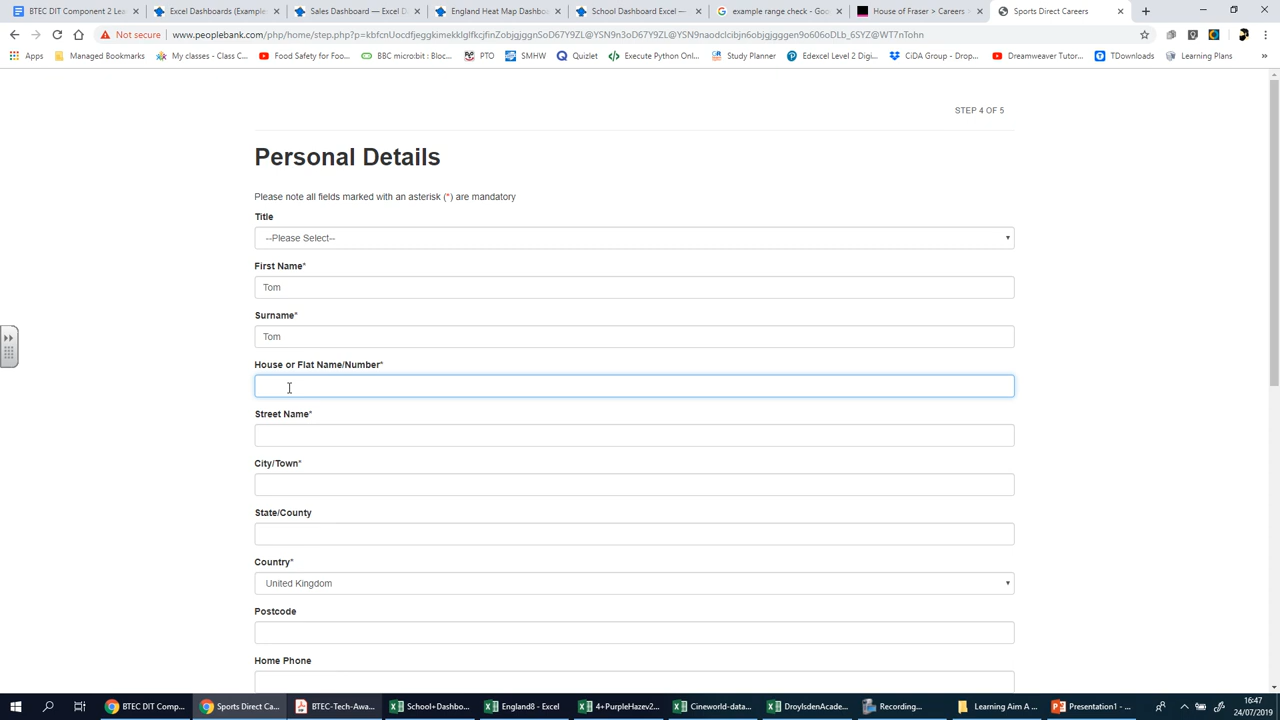 BTEC DIT Component 2 Lea
Excel Dashboards (Example
Sales Dashboard — Excel D
England Heat Map Dashbo
School Dashboard Excel —
example range check - Goo
House of Fraser > Careers
Sports Direct Careers
Not secure
Apps
Managed Bookmarks
My classes - Class C...
Food Safety for Foo...
BBC micro:bit : Bloc...
PTO
SMHW
Quizlet
Execute Python Onl...
Study Planner
Edexcel Level 2 Digi...
CiDA Group - Drop...
Dreamweaver Tutor...
TDownloads
Learning Plans
STEP 4 OF 5
Personal Details
Please note all fields marked with an asterisk (*) are mandatory
Title
--Please Select--
First Name*
Tom
Surname*
Tom
House or Flat Name/Number*
Street Name*
City/Town*
State/County
Country*
United Kingdom
Postcode
Home Phone
BTEC DIT Comp...
Sports Direct Ca...
BTEC-Tech-Awa...
School+Dashbo...
England8 - Excel
4+PurpleHazev2...
Cineworld-data...
DroylsdenAcade...
Recording...
Learning Aim A ...
Presentation1 - ...
16:47
24/07/2019